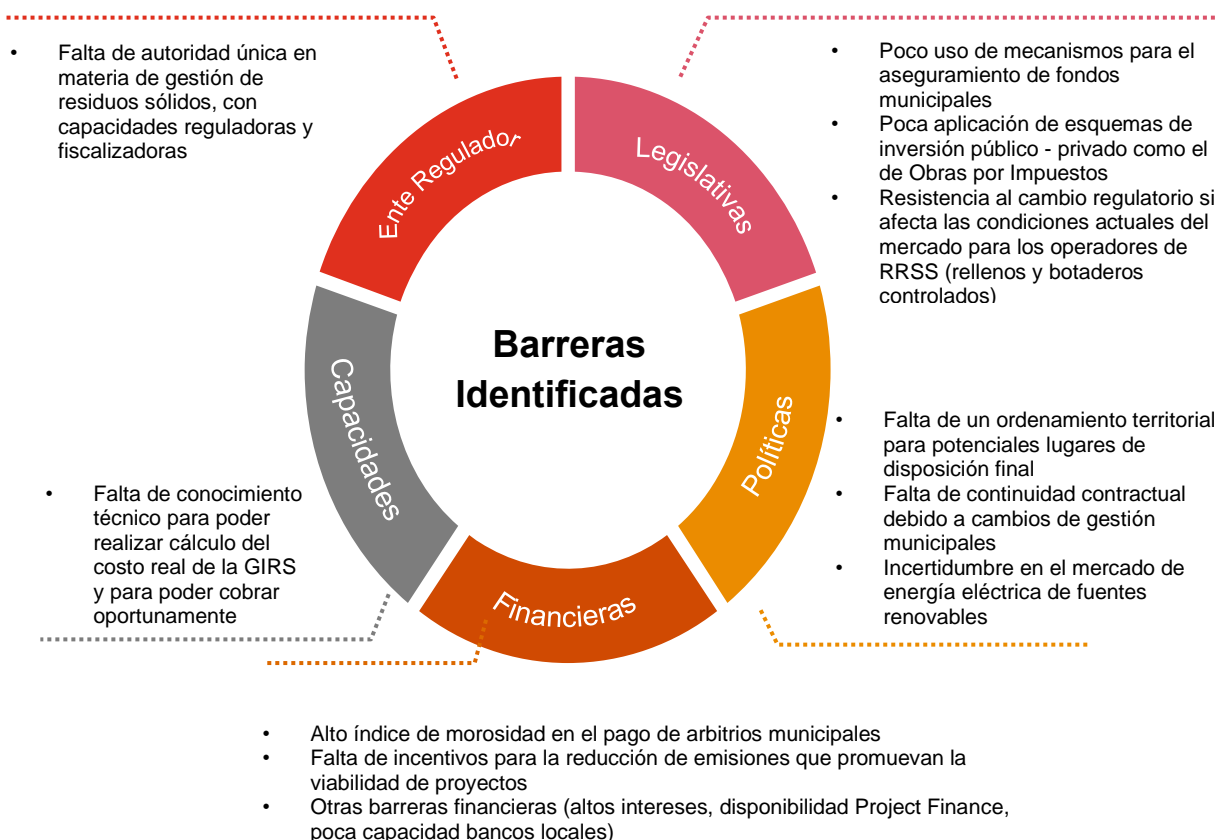 • Falta de autoridad única en
materia de gestión de
residuos sólidos, con
capacidades reguladoras y
fiscalizadoras
Ente Regulador
Legislativas
• Poco uso de mecanismos para el
aseguramiento de fondos
municipales
• Poca aplicación de esquemas de
inversión público - privado como el
de Obras por Impuestos
• Resistencia al cambio regulatorio si
afecta las condiciones actuales del
mercado para los operadores de
RRSS (rellenos y botaderos
controlados)
Barreras
Identificadas
Capacidades
Políticas
• Falta de un ordenamiento territorial
para potenciales lugares de
disposición final
• Falta de continuidad contractual
debido a cambios de gestión
municipales
• Incertidumbre en el mercado de
energía eléctrica de fuentes
renovables
• Falta de conocimiento
técnico para poder
realizar cálculo del
costo real de la GIRS
y para poder cobrar
oportunamente
Financieras
• Alto índice de morosidad en el pago de arbitrios municipales
• Falta de incentivos para la reducción de emisiones que promuevan la
viabilidad de proyectos
• Otras barreras financieras (altos intereses, disponibilidad Project Finance,
poca capacidad bancos locales)